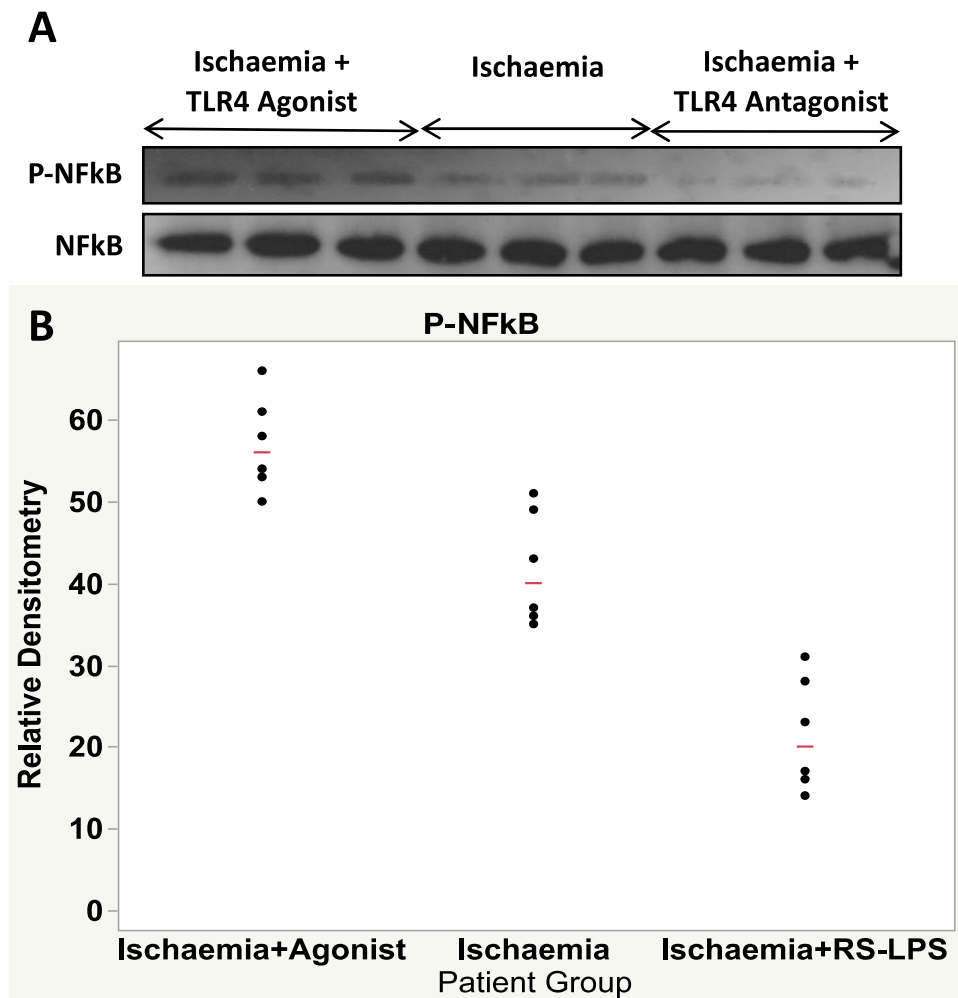 A
Ischaemia +
TLR4 Agonist
Ischaemia
Ischaemia +
TLR4 Antagonist
P-NFkB
NFkB
B
P-NFkB
Relative Densitometry
60
50
40
30
20
10
0
Ischaemia+Agonist Ischaemia Ischaemia+RS-LPS
Patient Group